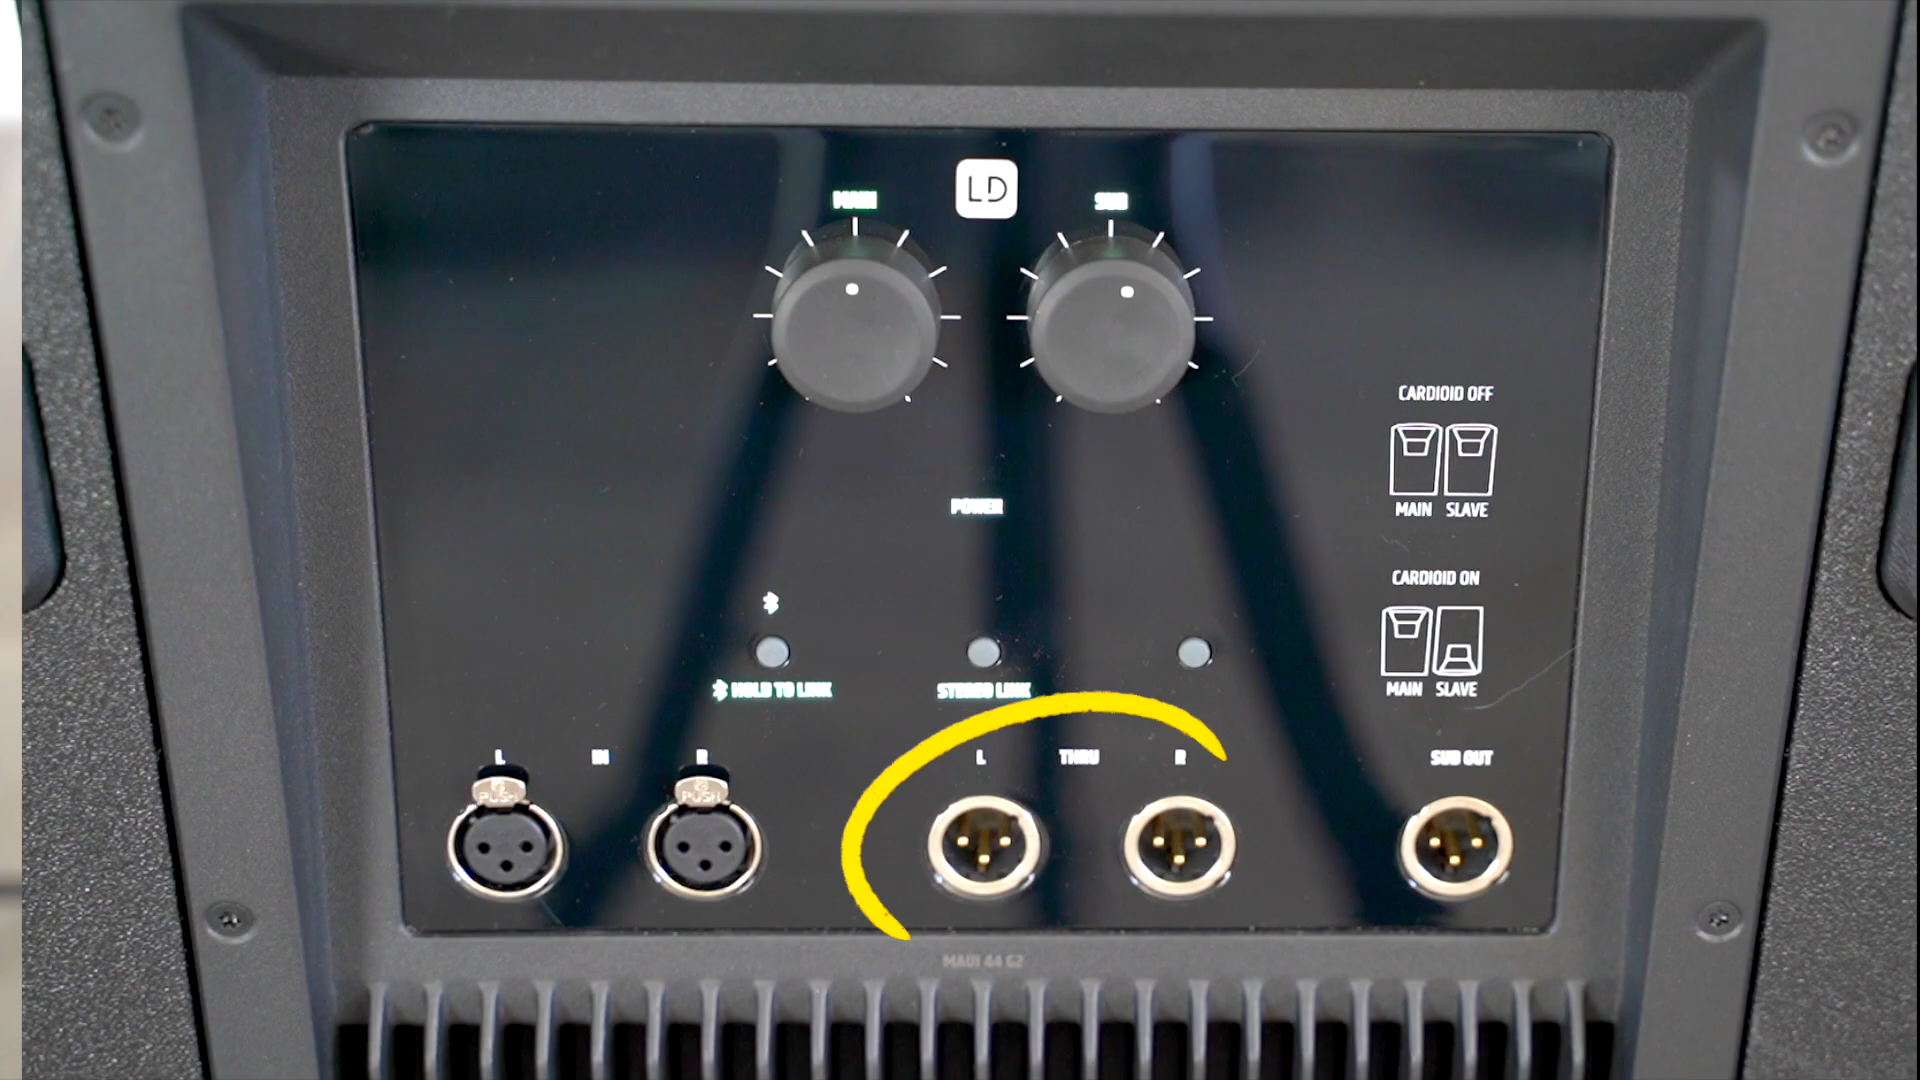 LD
MAIN
SUB
CARDIOID OFF
MAIN SLAVE
POWER
CARDIOID ON
MAIN SLAVE
HOLD TO LINK
STEREO LINK
L IN R
L THRU R
SUB OUT
PUSH
PUSH
MAUI 44 G2